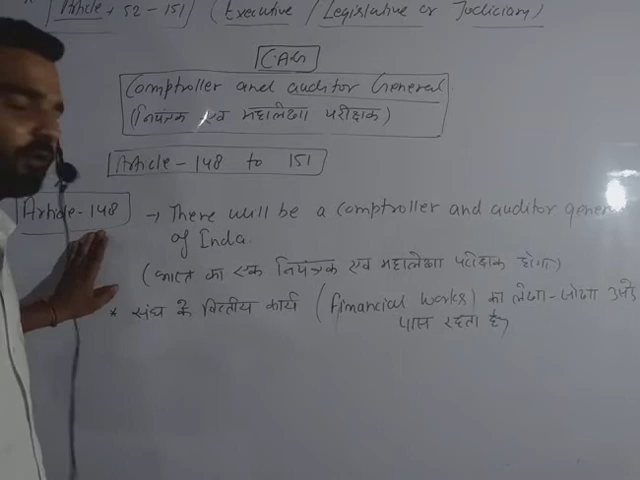 Article - 52 - 151 (Executive / Legislative or Judiciary)
CAG
Comptroller and auditor General
(नियंत्रक एवं महालेखा परीक्षक)
Article - 148 to 151
Article - 148 → There will be a Comptroller and auditor general
of Inda.
(भारत का एक नियंत्रक एवं महालेखा परीक्षक होगा)
* संघ के वित्तीय कार्य (financial works) का लेखा-जोखा उसके
पास रहता है